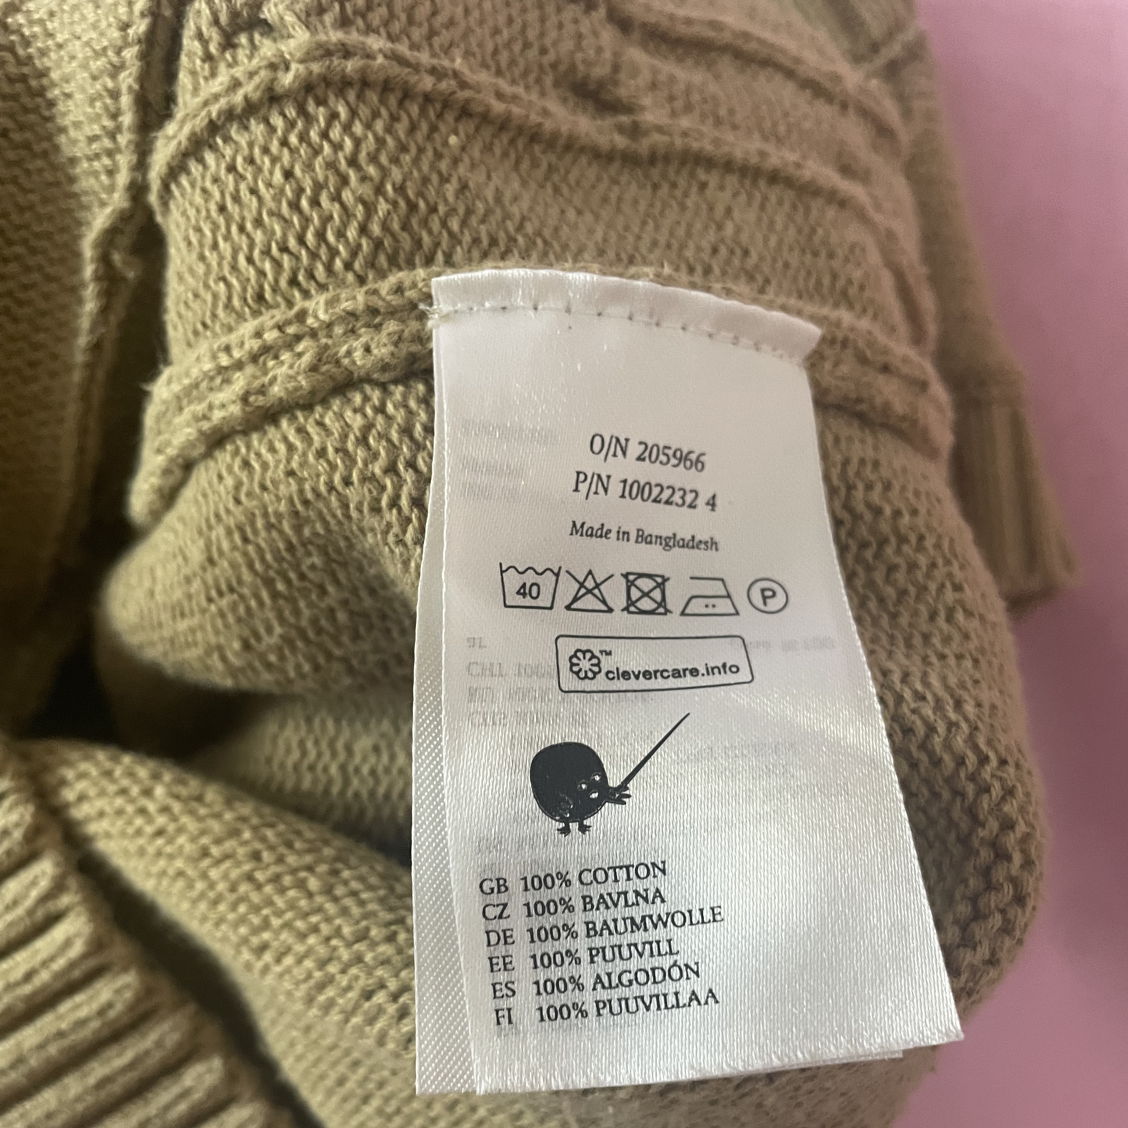 O/N 205966
P/N 1002232 4
Made in Bangladesh
40 P
™ clevercare.info
GB 100% COTTON
CZ 100% BAVLNA
DE 100% BAUMWOLLE
EE 100% PUUVILL
ES 100% ALGODÓN
FI 100% PUUVILLAA